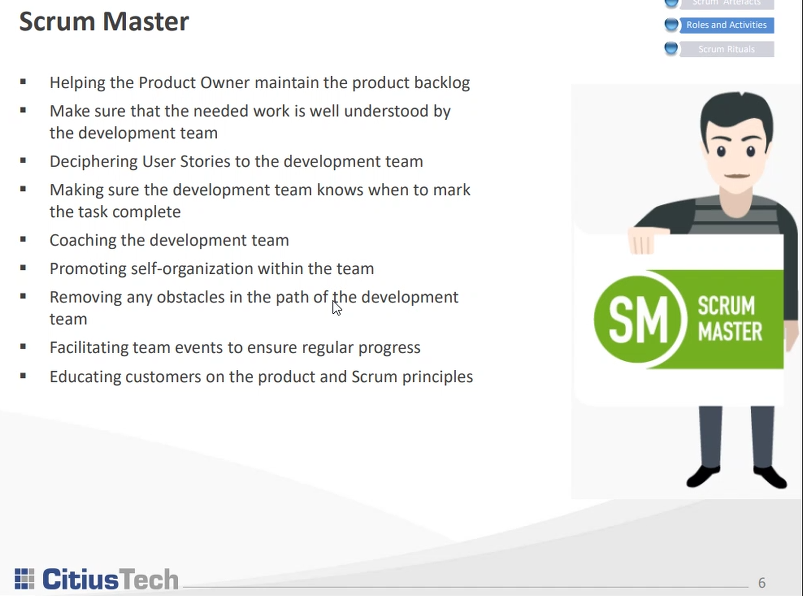 Scrum Master
Scrum Artefacts
Roles and Activities
Scrum Rituals
Helping the Product Owner maintain the product backlog
Make sure that the needed work is well understood by
the development team
Deciphering User Stories to the development team
Making sure the development team knows when to mark
the task complete
Coaching the development team
Promoting self-organization within the team
Removing any obstacles in the path of the development
team
Facilitating team events to ensure regular progress
Educating customers on the product and Scrum principles
SM
SCRUM
MASTER
CitiusTech
6